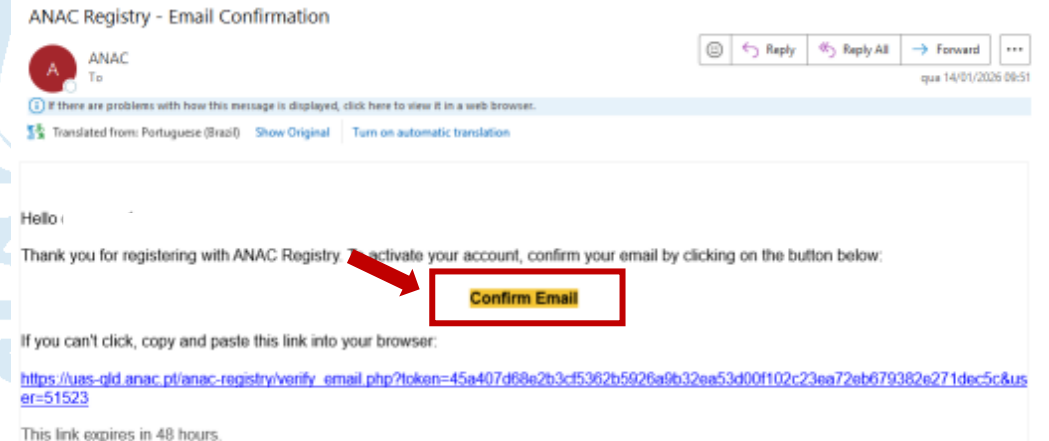 ANAC Registry - Email Confirmation
A
ANAC
To
Reply
Reply All
Forward
qua 14/01/2026 09:51
If there are problems with how this message is displayed, click here to view it in a web browser.
Translated from: Portuguese (Brazil) Show Original Turn on automatic translation
Hello
Thank you for registering with ANAC Registry. To activate your account, confirm your email by clicking on the button below:
Confirm Email
If you can't click, copy and paste this link into your browser:
https://uas-gld.anac.pt/anac-registry/verify_email.php?token=45a407d68e2b3cf5362b5926a9b32ea53d00f102c23ea72eb679382e271dec5c&us
er=51523
This link expires in 48 hours.